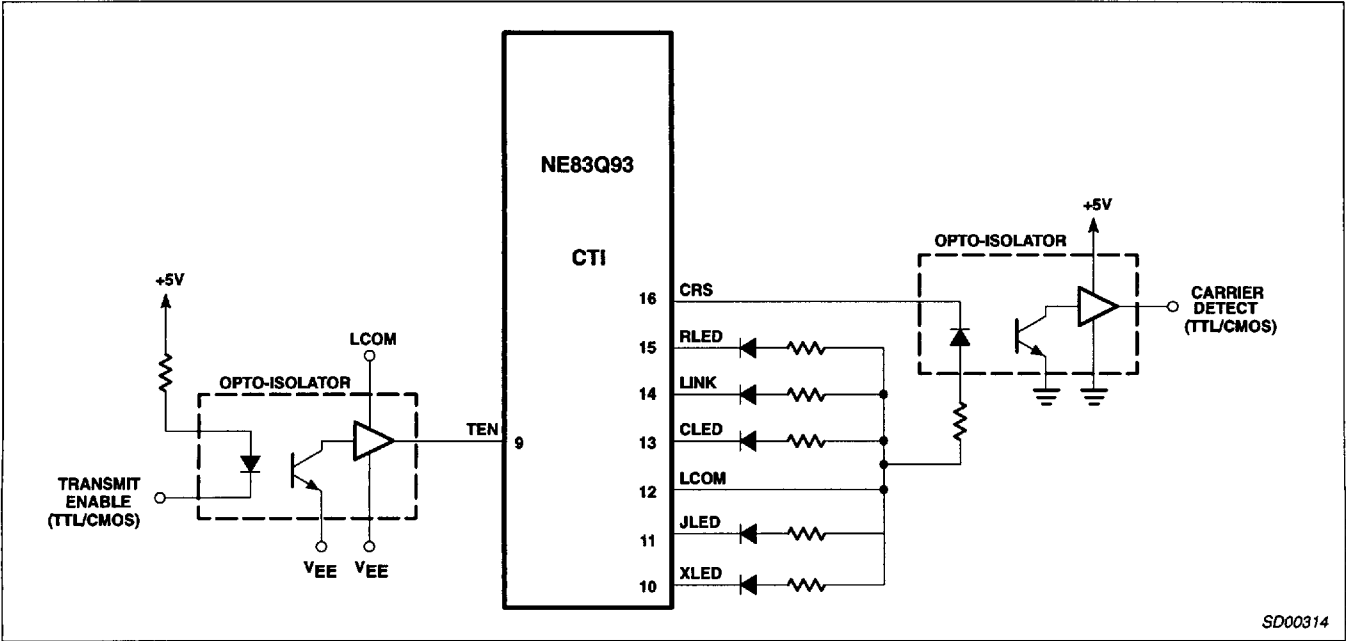 NE83Q93
CTI
+5V
LCOM
OPTO-ISOLATOR
TEN
9
TRANSMIT
ENABLE
(TTL/CMOS)
VEE
VEE
16
CRS
15
RLED
14
LINK
13
CLED
12
LCOM
11
JLED
10
XLED
+5V
OPTO-ISOLATOR
CARRIER
DETECT
(TTL/CMOS)
SD00314